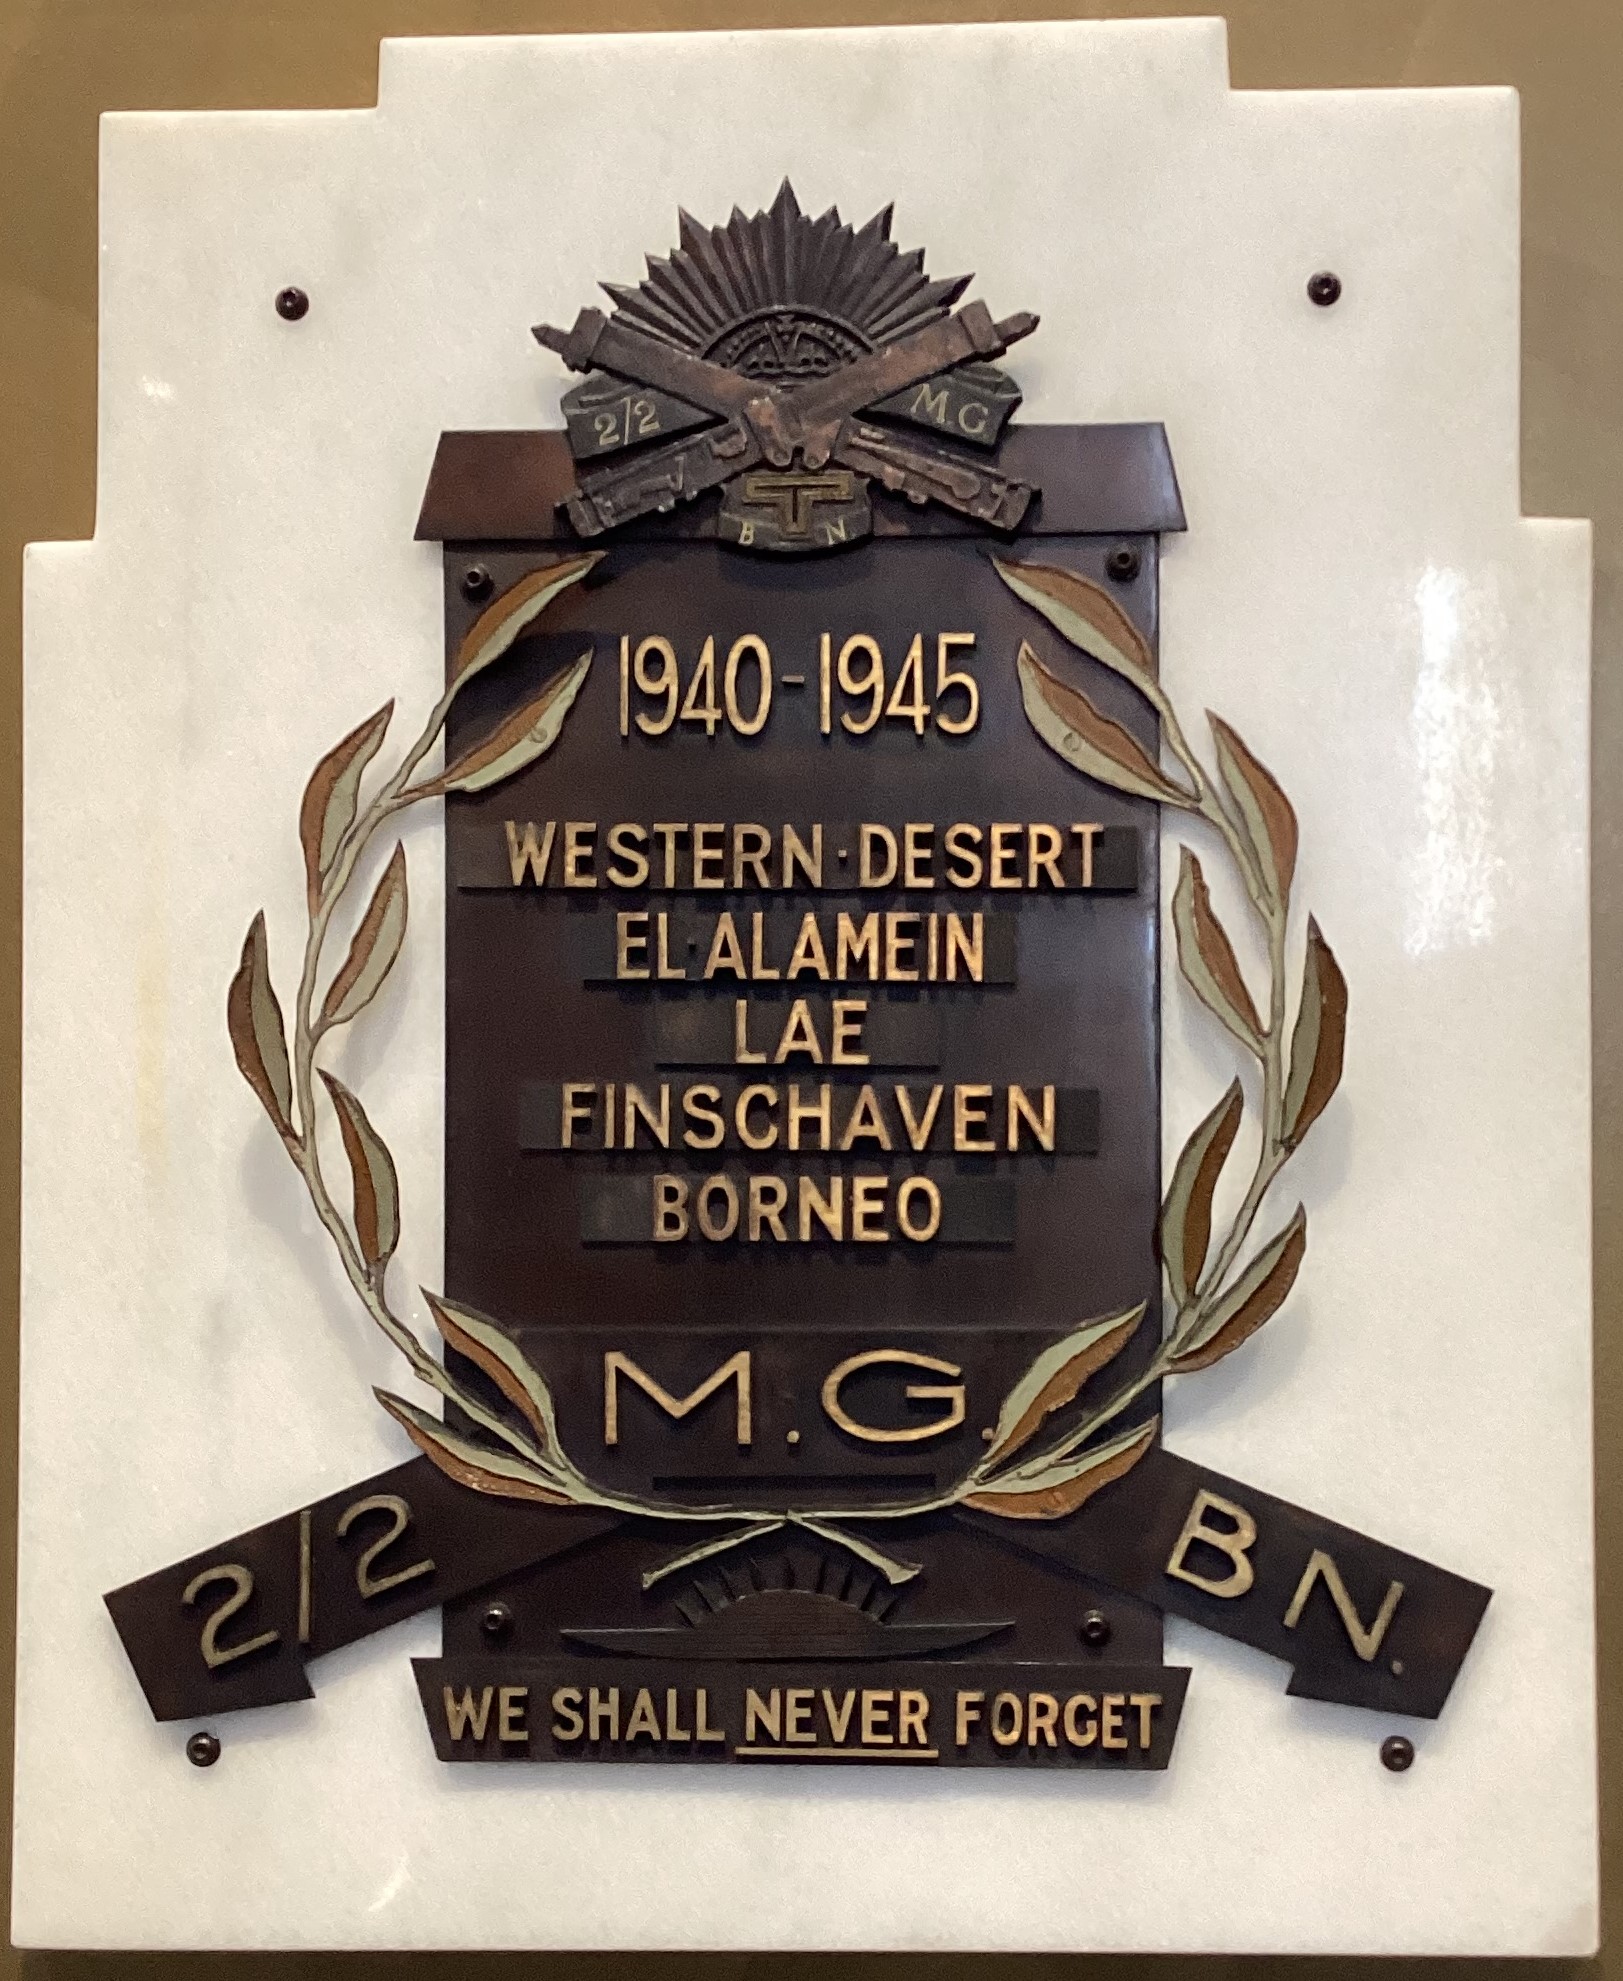 2/2 M.G
B T N
1940-1945
WESTERN·DESERT
EL·ALAMEIN
LAE
FINSCHAVEN
BORNEO
M.G.
2/2 BN.
WE SHALL NEVER FORGET